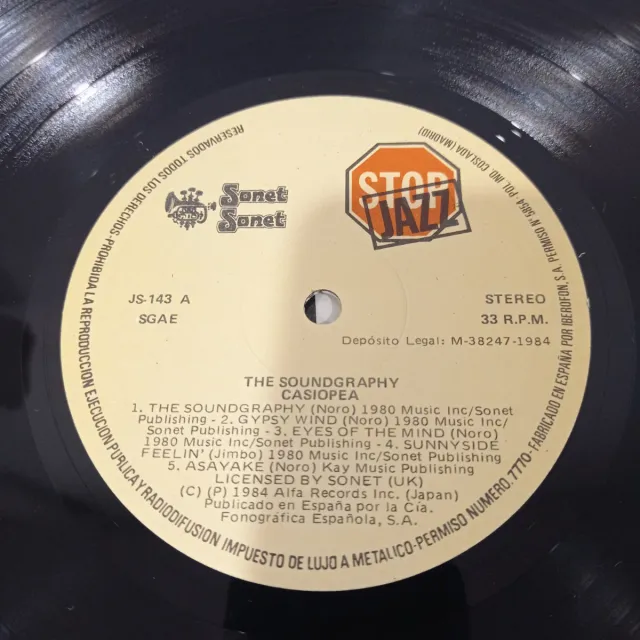 Sonet
Sonet
STOP
JAZZ
JS-143 A
SGAE
STEREO
33 R.P.M.
Depósito Legal: M-38247-1984
THE SOUNDGRAPHY
CASIOPEA
1. THE SOUNDGRAPHY (Noro) 1980 Music Inc/Sonet
Publishing - 2. GYPSY WIND (Noro) 1980 Music Inc/
Sonet Publishing - 3. EYES OF THE MIND (Noro)
1980 Music Inc/Sonet Publishing - 4. SUNNYSIDE
FEELIN' (Jimbo) 1980 Music Inc/Sonet Publishing
5. ASAYAKE (Noro) Kay Music Publishing
LICENSED BY SONET (UK)
(C) (P) 1984 Alfa Records Inc. (Japan)
Publicado en España por la Cía.
Fonográfica Española, S.A.
RESERVADOS TODOS LOS DERECHOS-PROHIBIDA LA REPRODUCCION EJECUCION PUBLICA Y RADIODIFUSION IMPUESTO DE LUJO A METALICO-PERMISO NUMERO. 7770-FABRICADO EN ESPAÑA POR IBEROFON, S.A. PERMISO Nº 5854-POL. IND. COSLADA (MADRID)